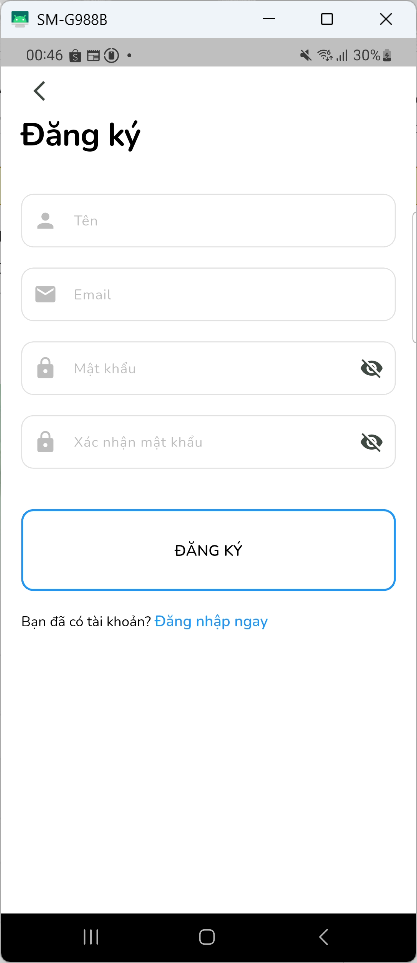 SM-G988B
00:46
30%
Đăng ký
Tên
Email
Mật khẩu
Xác nhận mật khẩu
ĐĂNG KÝ
Bạn đã có tài khoản? Đăng nhập ngay